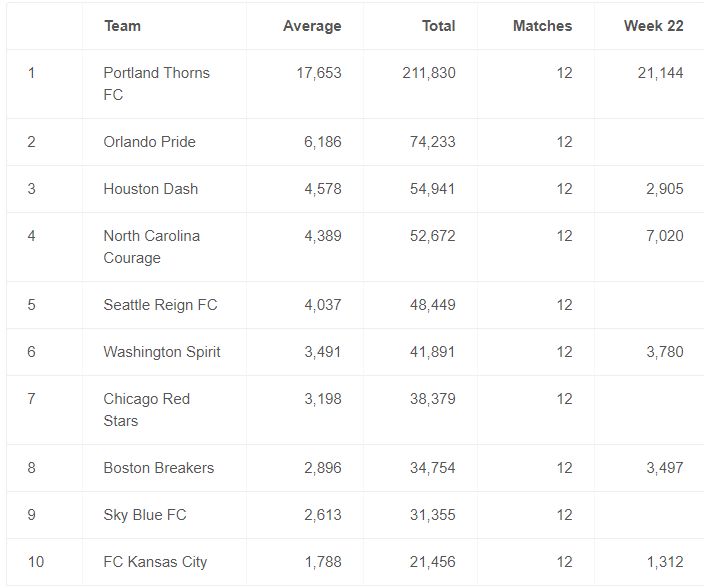 Team Average Total Matches Week 22
1 Portland Thorns 17,653 211,830 12 21,144
FC
2 Orlando Pride 6,186 74,233 12
3 Houston Dash 4,578 54,941 12 2,905
4 North Carolina 4,389 52,672 12 7,020
Courage
5 Seattle Reign FC 4,037 48,449 12
6 Washington Spirit 3,491 41,891 12 3,780
7 Chicago Red 3,198 38,379 12
Stars
8 Boston Breakers 2,896 34,754 12 3,497
9 Sky Blue FC 2,613 31,355 12
10 FC Kansas City 1,788 21,456 12 1,312